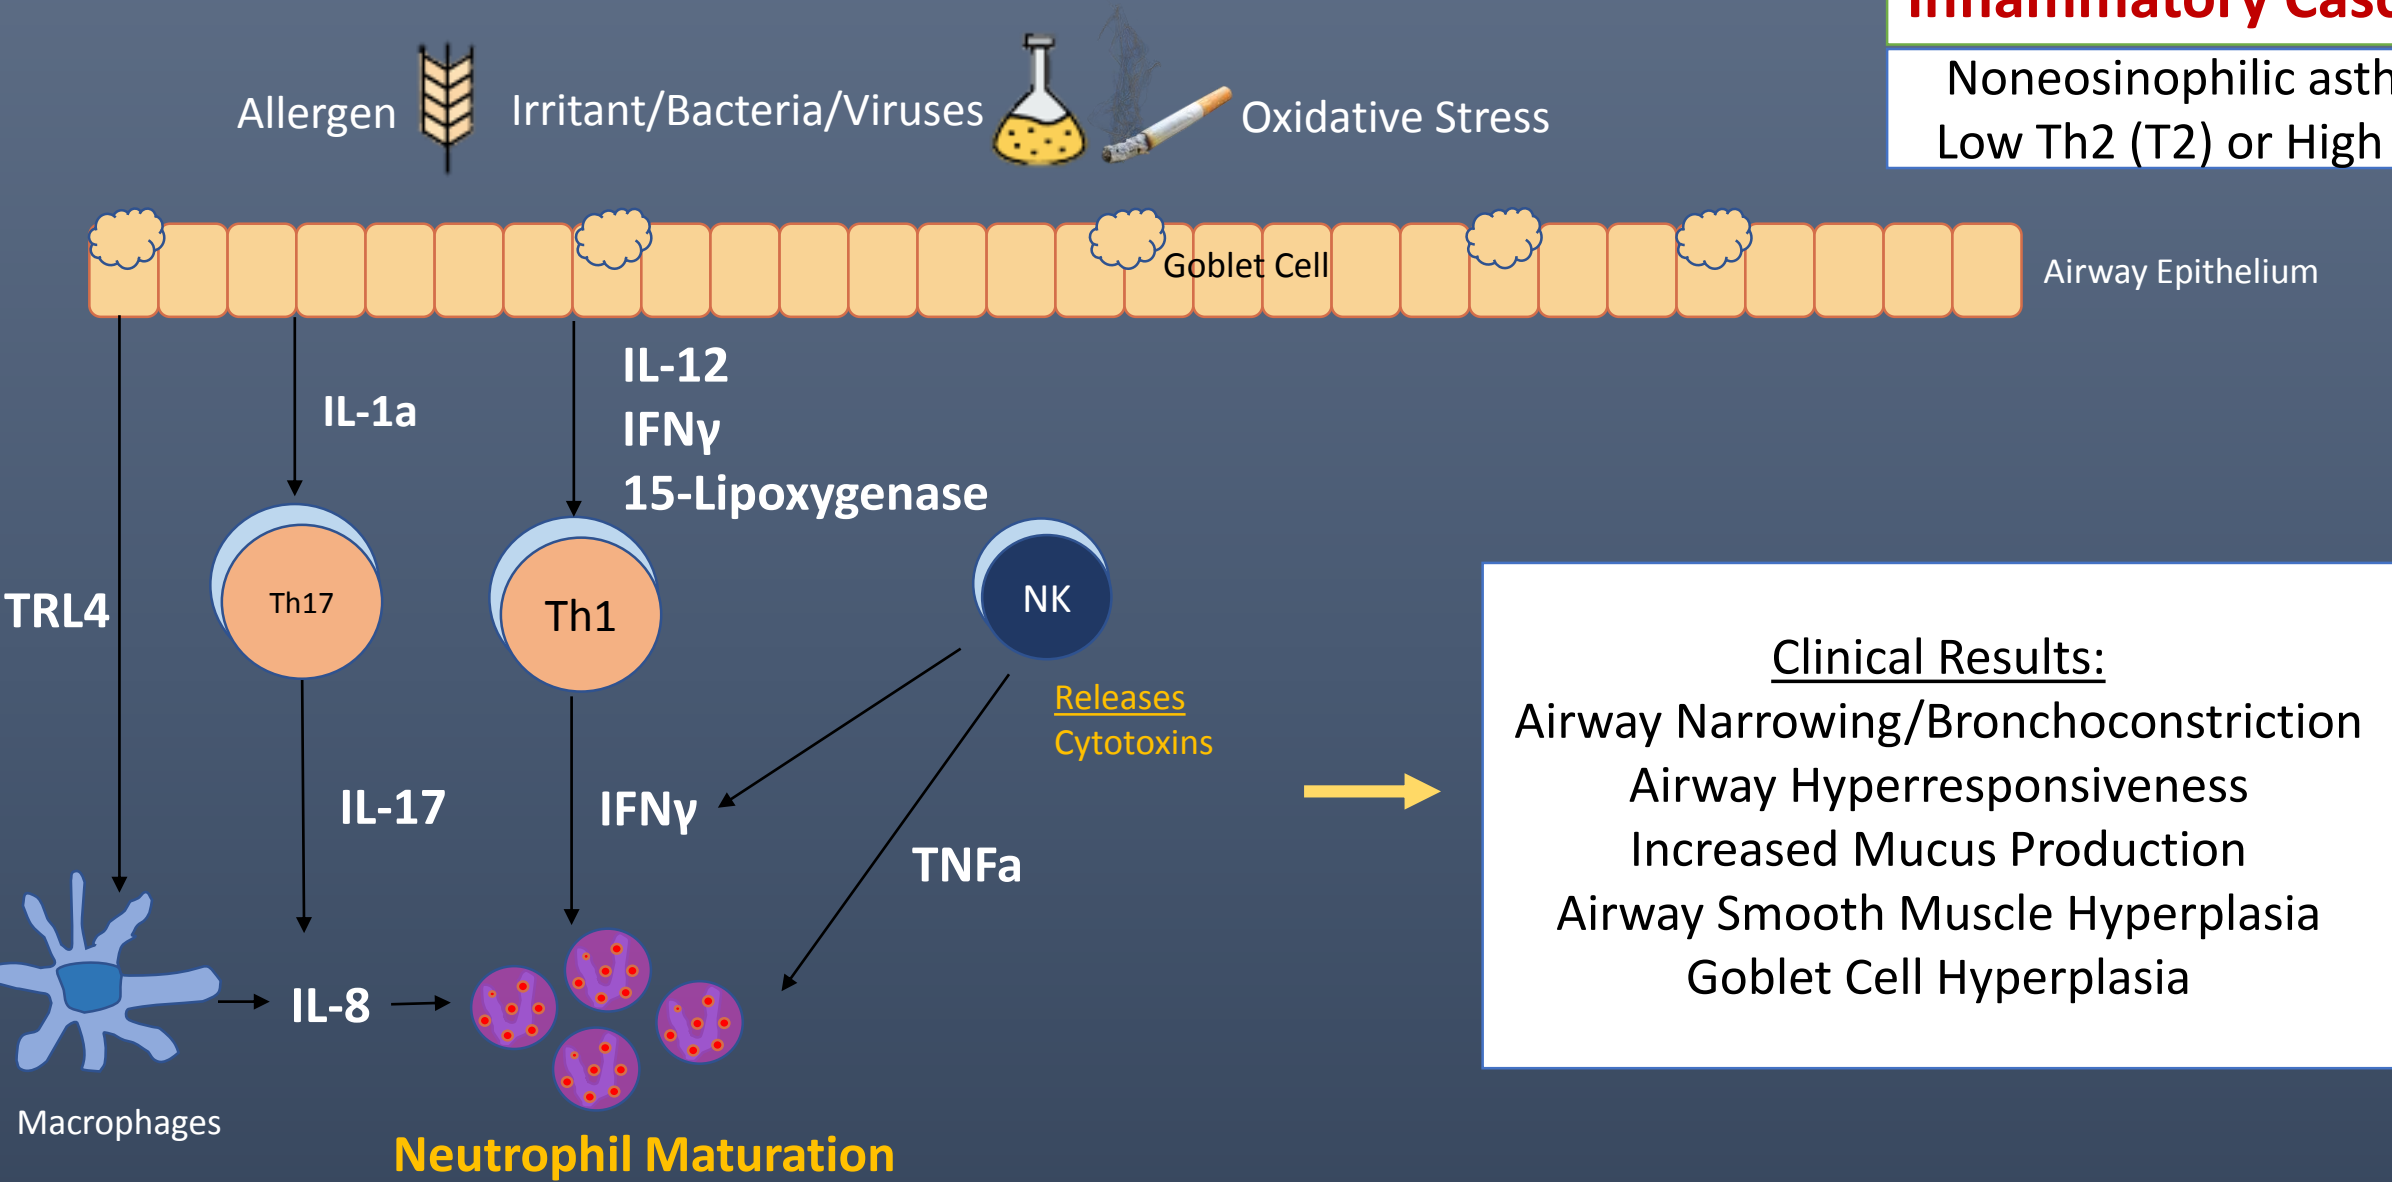 Inflammatory
Noneosinophilic
Low Th2 (T2) or High
Allergen
Irritant/Bacteria/Viruses
Oxidative Stress
Goblet Cell
Airway Epithelium
IL-1a
IL-12
IFNγ
15-Lipoxygenase
TRL4
Th17
Th1
NK
Releases
Cytotoxins
IL-17
IFNγ
TNFa
IL-8
Macrophages
Neutrophil Maturation
Clinical Results:
Airway Narrowing/Bronchoconstriction
Airway Hyperresponsiveness
Increased Mucus Production
Airway Smooth Muscle Hyperplasia
Goblet Cell Hyperplasia